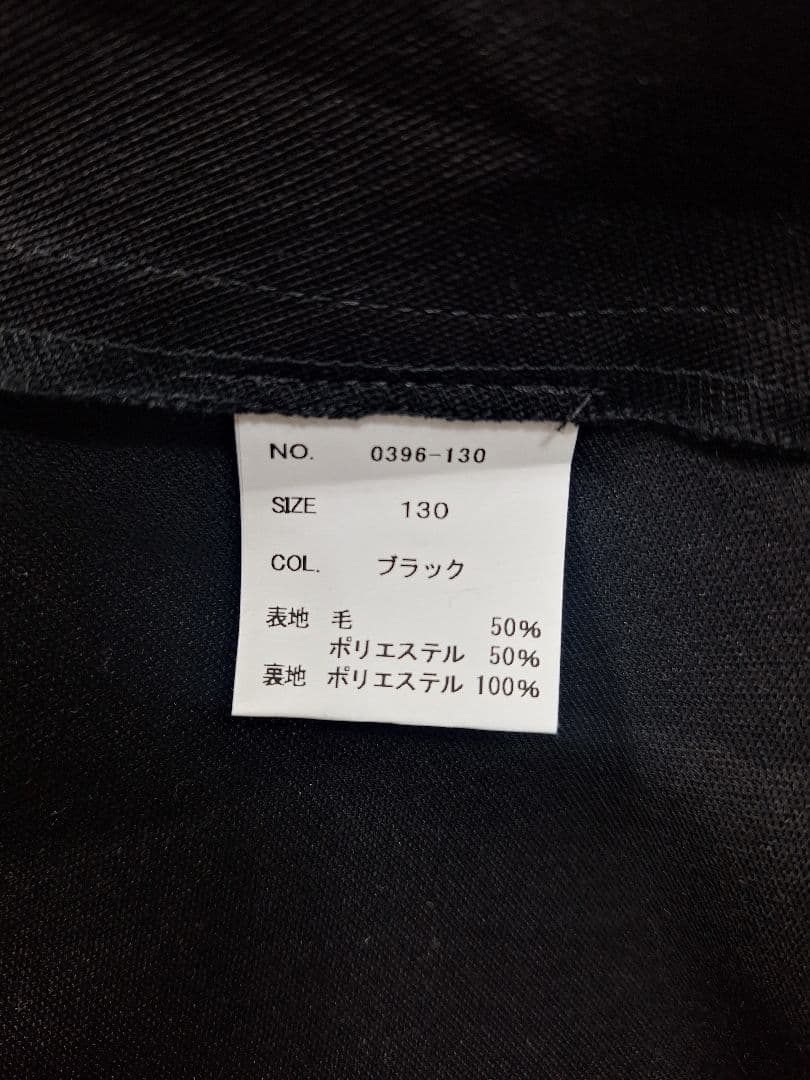 NO. 0396-130
SIZE 130
COL. ブラック
表地 毛 50%
ポリエステル 50%
裏地 ポリエステル 100%